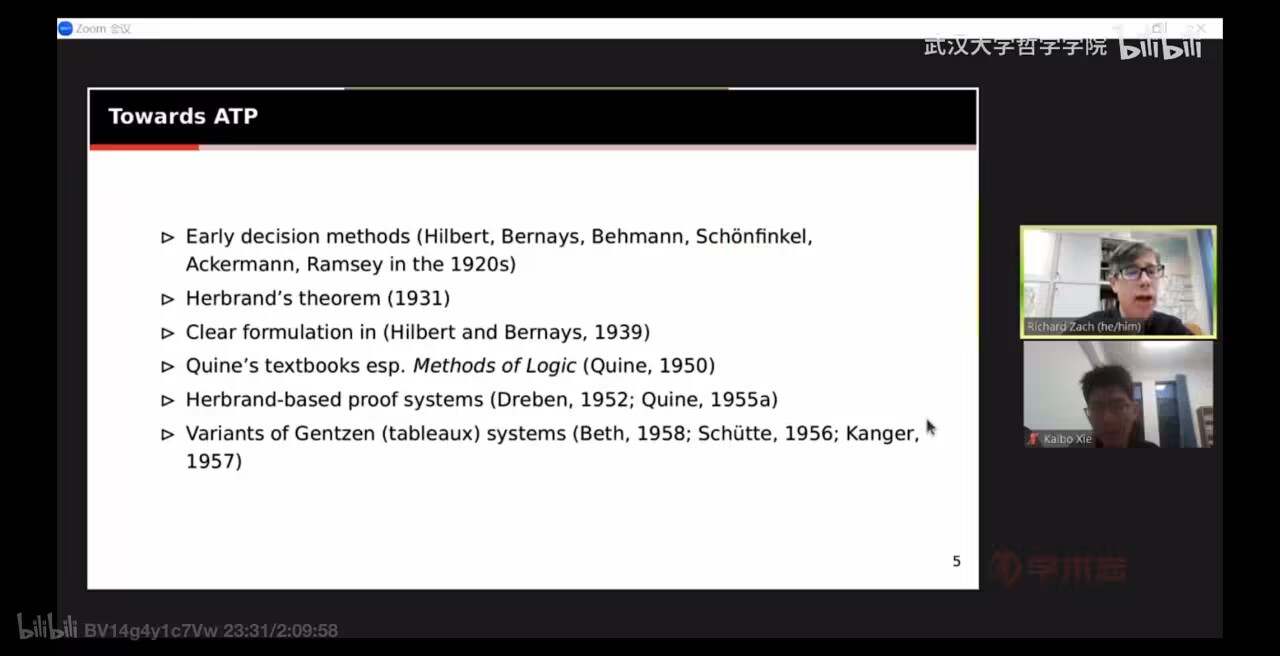 Zoom 会议
武汉大学哲学学院 bilibili
Towards ATP
Early decision methods (Hilbert, Bernays, Behmann, Schönfinkel,
Ackermann, Ramsey in the 1920s)
Herbrand’s theorem (1931)
Clear formulation in (Hilbert and Bernays, 1939)
Quine’s textbooks esp. Methods of Logic (Quine, 1950)
Herbrand-based proof systems (Dreben, 1952; Quine, 1955a)
Variants of Gentzen (tableaux) systems (Beth, 1958; Schütte, 1956; Kanger,
1957)
5
Richard Zach (he/him)
Kaibo Xie
学术志
bilibili BV14g4y1c7Vw 23:31/2:09:58